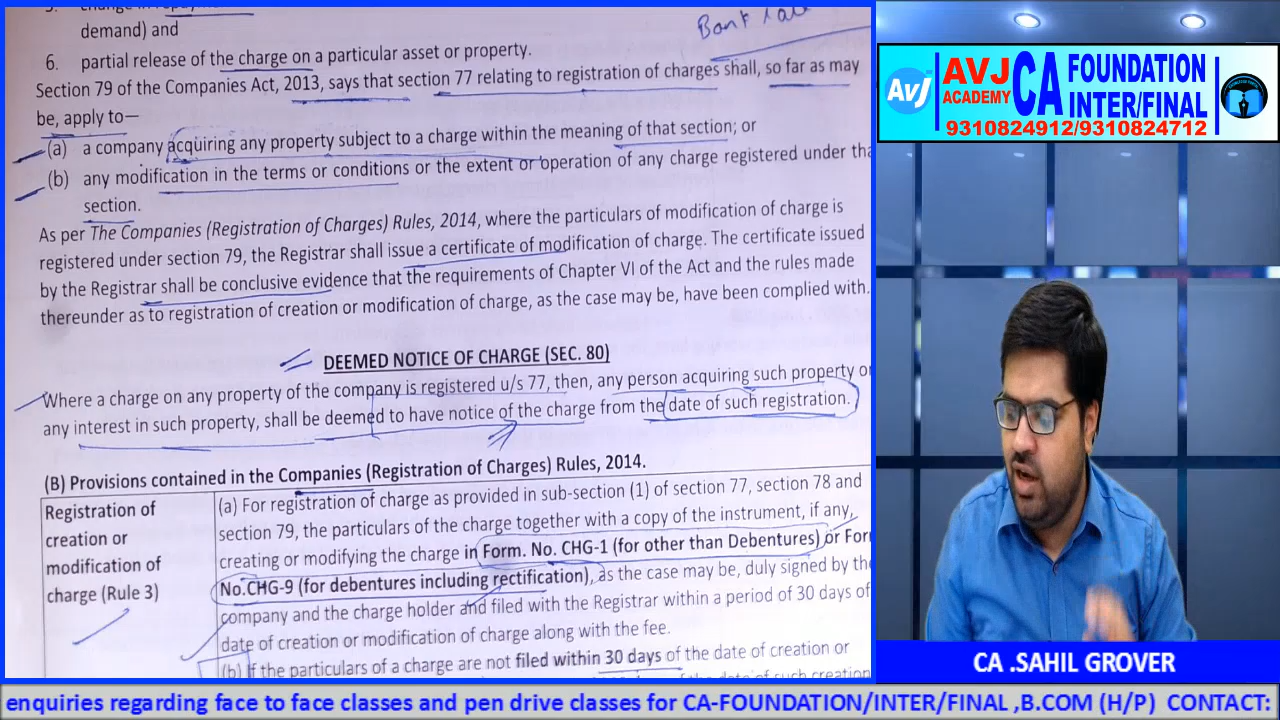 5. change in repayment
demand) and
6. partial release of the charge on a particular asset or property.
Bank
Section 79 of the Companies Act, 2013, says that section 77 relating to registration of charges shall, so far as may
be, apply to—
(a) a company acquiring any property subject to a charge within the meaning of that section; or
(b) any modification in the terms or conditions or the extent or operation of any charge registered under tha
section.
As per The Companies (Registration of Charges) Rules, 2014, where the particulars of modification of charge is
registered under section 79, the Registrar shall issue a certificate of modification of charge. The certificate issued
by the Registrar shall be conclusive evidence that the requirements of Chapter VI of the Act and the rules made
thereunder as to registration of creation or modification of charge, as the case may be, have been complied with.
DEEMED NOTICE OF CHARGE (SEC. 80)
Where a charge on any property of the company is registered u/s 77, then, any person acquiring such property or
any interest in such property, shall be deemed to have notice of the charge from the date of such registration.
(B) Provisions contained in the Companies (Registration of Charges) Rules, 2014.
Registration of
creation or
modification of
charge (Rule 3)
(a) For registration of charge as provided in sub-section (1) of section 77, section 78 and
section 79, the particulars of the charge together with a copy of the instrument, if any,
creating or modifying the charge in Form. No. CHG-1 (for other than Debentures) or For
No.CHG-9 (for debentures including rectification), as the case may be, duly signed by the
company and the charge holder and filed with the Registrar within a period of 30 days of
date of creation or modification of charge along with the fee.
(b) If the particulars of a charge are not filed within 30 days of the date of creation or
of the date of such creation
AVJ
AVJ
ACADEMY
CA
FOUNDATION
INTER/FINAL
9310824912/9310824712
CA .SAHIL GROVER
enquiries regarding face to face classes and pen drive classes for CA-FOUNDATION/INTER/FINAL ,B.COM (H/P) CONTACT: